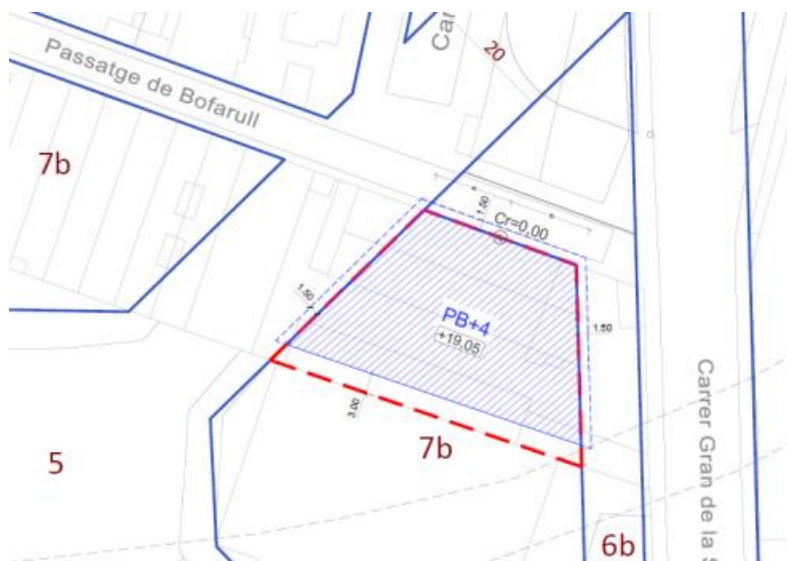 Passatge de Bofarull
Car
20
7b
1.50
Cr=0,00
1.50
PB+4
+19,05
1.50
3.00
7b
5
6b
Carrer Gran de la S